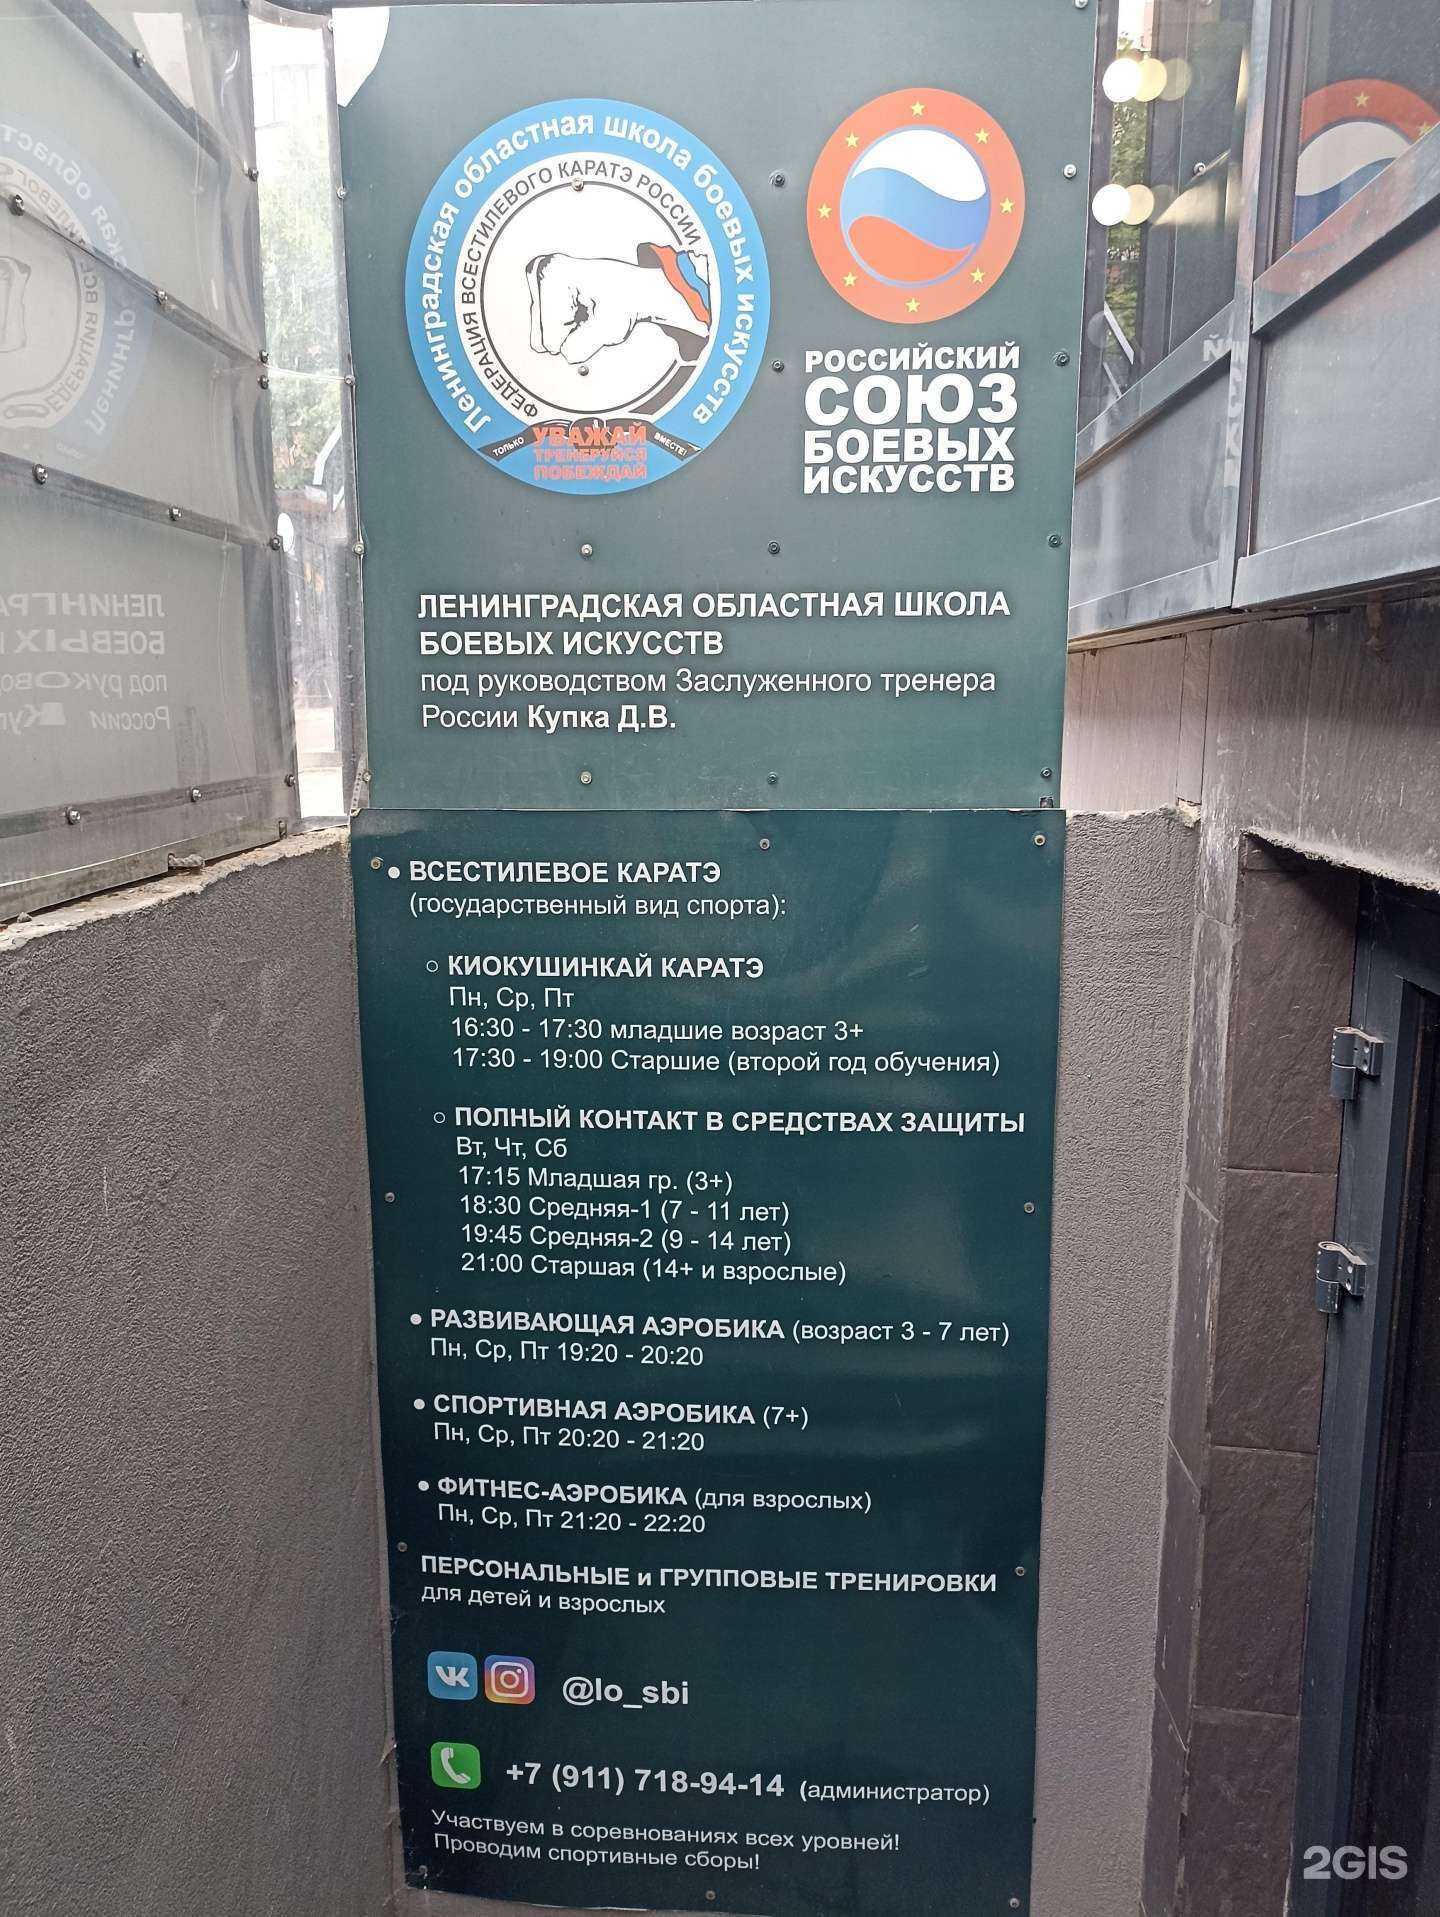 Ленинградская областная школа боевых искусств
ФЕДЕРАЦИЯ ВСЕСТИЛЕВОГО КАРАТЭ РОССИИ
ТОЛЬКО УВАЖАЙ ВМЕСТЕ!
ТРЕНЕРУЙСЯ
ПОБЕЖДАЙ
РОССИЙСКИЙ
СОЮЗ
БОЕВЫХ
ИСКУССТВ
ЛЕНИНГРАДСКАЯ ОБЛАСТНАЯ ШКОЛА
БОЕВЫХ ИСКУССТВ
под руководством Заслуженного тренера
России Купка Д.В.
● ВСЕСТИЛЕВОЕ КАРАТЭ
(государственный вид спорта):
○ КИОКУШИНКАЙ КАРАТЭ
Пн, Ср, Пт
16:30 - 17:30 младшие возраст 3+
17:30 - 19:00 Старшие (второй год обучения)
○ ПОЛНЫЙ КОНТАКТ В СРЕДСТВАХ ЗАЩИТЫ
Вт, Чт, Сб
17:15 Младшая гр. (3+)
18:30 Средняя-1 (7 - 11 лет)
19:45 Средняя-2 (9 - 14 лет)
21:00 Старшая (14+ и взрослые)
● РАЗВИВАЮЩАЯ АЭРОБИКА (возраст 3 - 7 лет)
Пн, Ср, Пт 19:20 - 20:20
● СПОРТИВНАЯ АЭРОБИКА (7+)
Пн, Ср, Пт 20:20 - 21:20
● ФИТНЕС-АЭРОБИКА (для взрослых)
Пн, Ср, Пт 21:20 - 22:20
ПЕРСОНАЛЬНЫЕ и ГРУППОВЫЕ ТРЕНИРОВКИ
для детей и взрослых
@lo_sbi
+7 (911) 718-94-14 (администратор)
Участвуем в соревнованиях всех уровней!
Проводим спортивные сборы!
2GIS